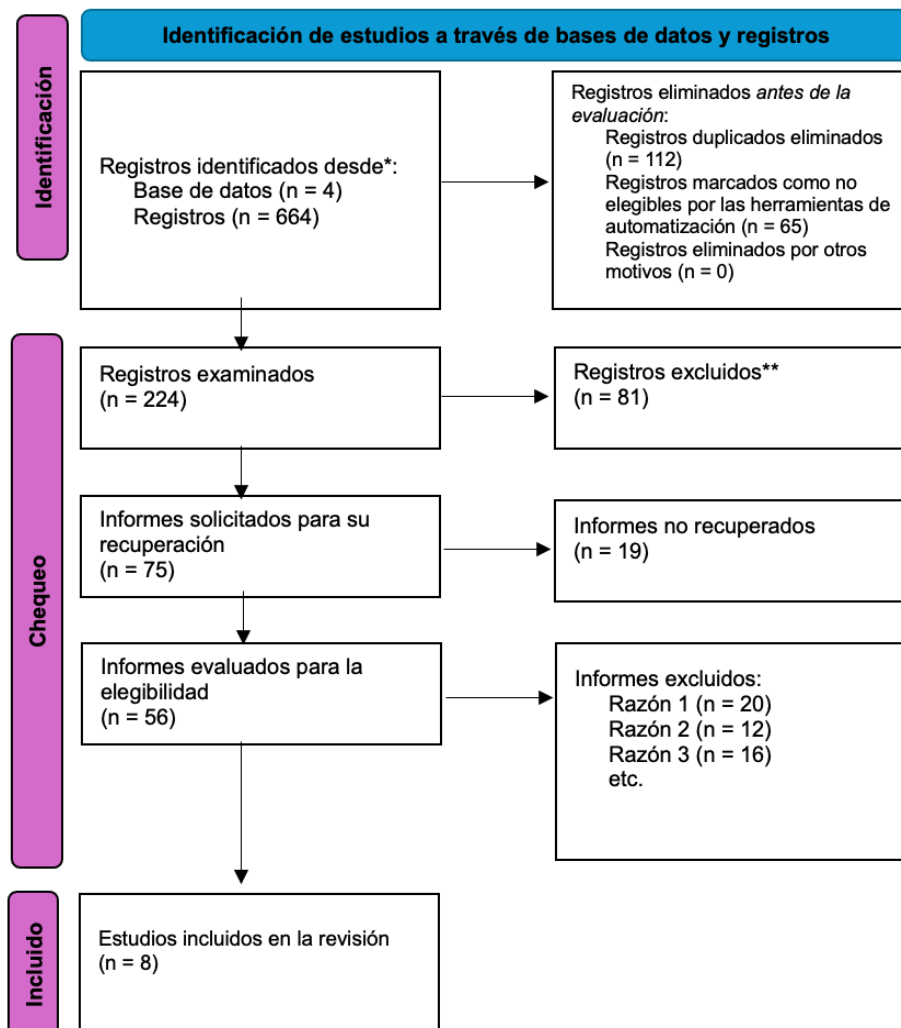 Identificación de estudios a través de bases de datos y registros
Identificación
Registros identificados desde*:
Base de datos (n = 4)
Registros (n = 664)
Registros eliminados antes de la
evaluación:
Registros duplicados eliminados
(n = 112)
Registros marcados como no
elegibles por las herramientas de
automatización (n = 65)
Registros eliminados por otros
motivos (n = 0)
Chequeo
Registros examinados
(n = 224)
Registros excluidos**
(n = 81)
Informes solicitados para su
recuperación
(n = 75)
Informes no recuperados
(n = 19)
Informes evaluados para la
elegibilidad
(n = 56)
Informes excluidos:
Razón 1 (n = 20)
Razón 2 (n = 12)
Razón 3 (n = 16)
etc.
Incluido
Estudios incluidos en la revisión
(n = 8)